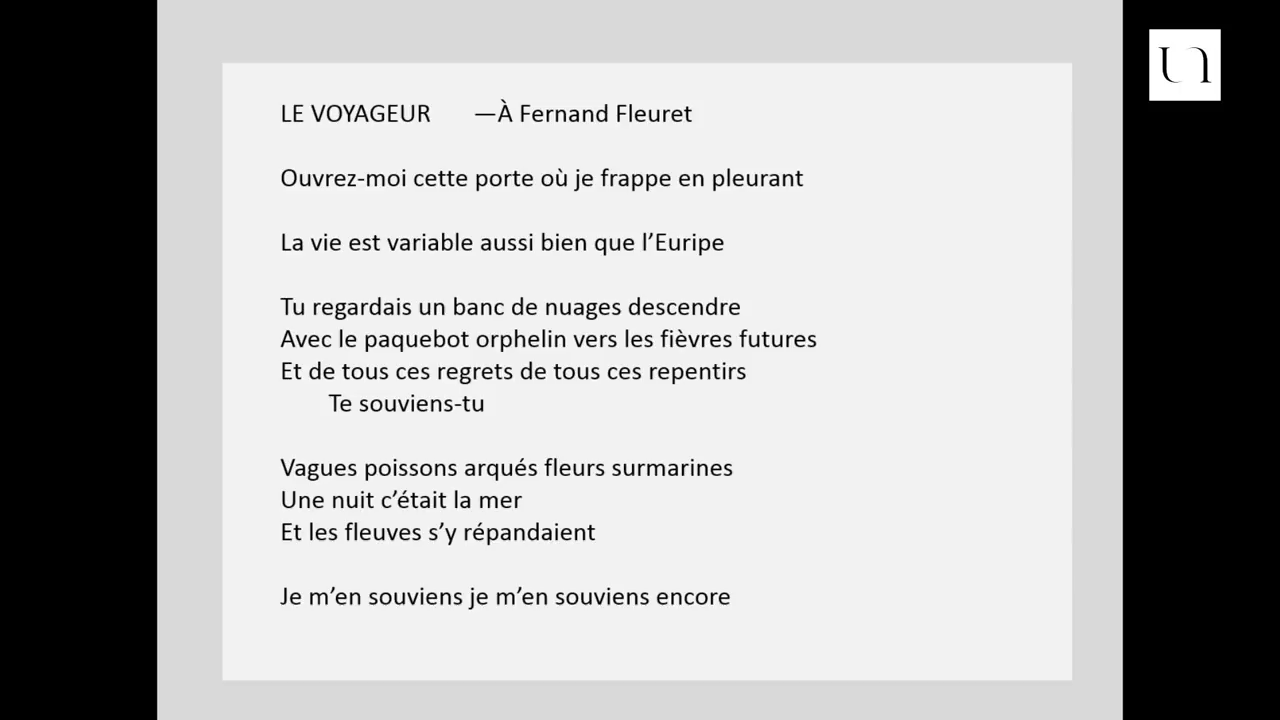 LE VOYAGEUR —À Fernand Fleuret
Ouvrez-moi cette porte où je frappe en pleurant
La vie est variable aussi bien que l’Euripe
Tu regardais un banc de nuages descendre
Avec le paquebot orphelin vers les fièvres futures
Et de tous ces regrets de tous ces repentirs
Te souviens-tu
Vagues poissons arqués fleurs surmarines
Une nuit c’était la mer
Et les fleuves s’y répandaient
Je m’en souviens je m’en souviens encore